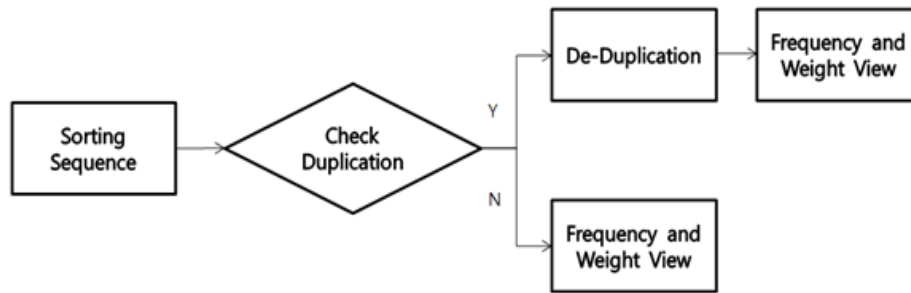 Sorting
Sequence
Check
Duplication
Y
N
De-Duplication
Frequency and
Weight View
Frequency and
Weight View